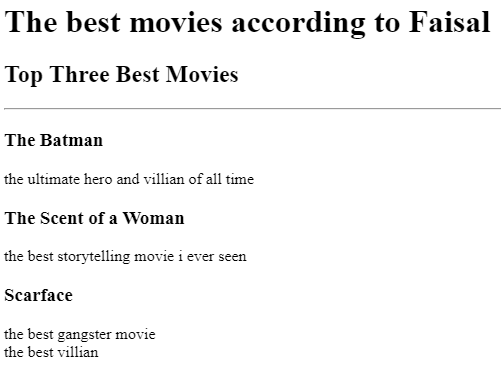 The best movies according to Faisal
Top Three Best Movies
The Batman
the ultimate hero and villian of all time
The Scent of a Woman
the best storytelling movie i ever seen
Scarface
the best gangster movie
the best villian